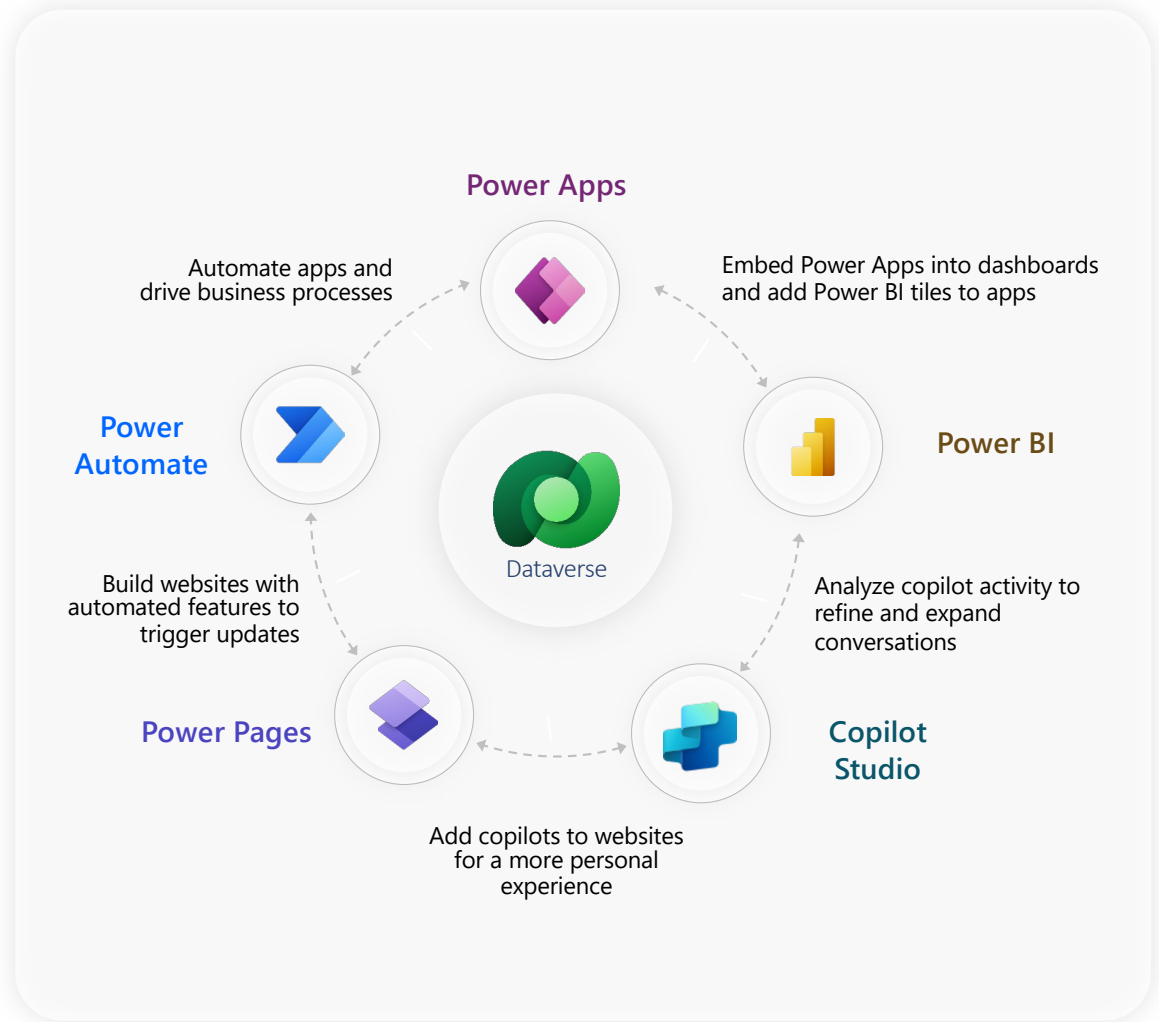 Power Apps
Automate apps and
drive business processes
Embed Power Apps into dashboards
and add Power BI tiles to apps
Power
Automate
Power BI
Dataverse
Build websites with
automated features to
trigger updates
Analyze copilot activity to
refine and expand
conversations
Power Pages
Copilot
Studio
Add copilots to websites
for a more personal
experience